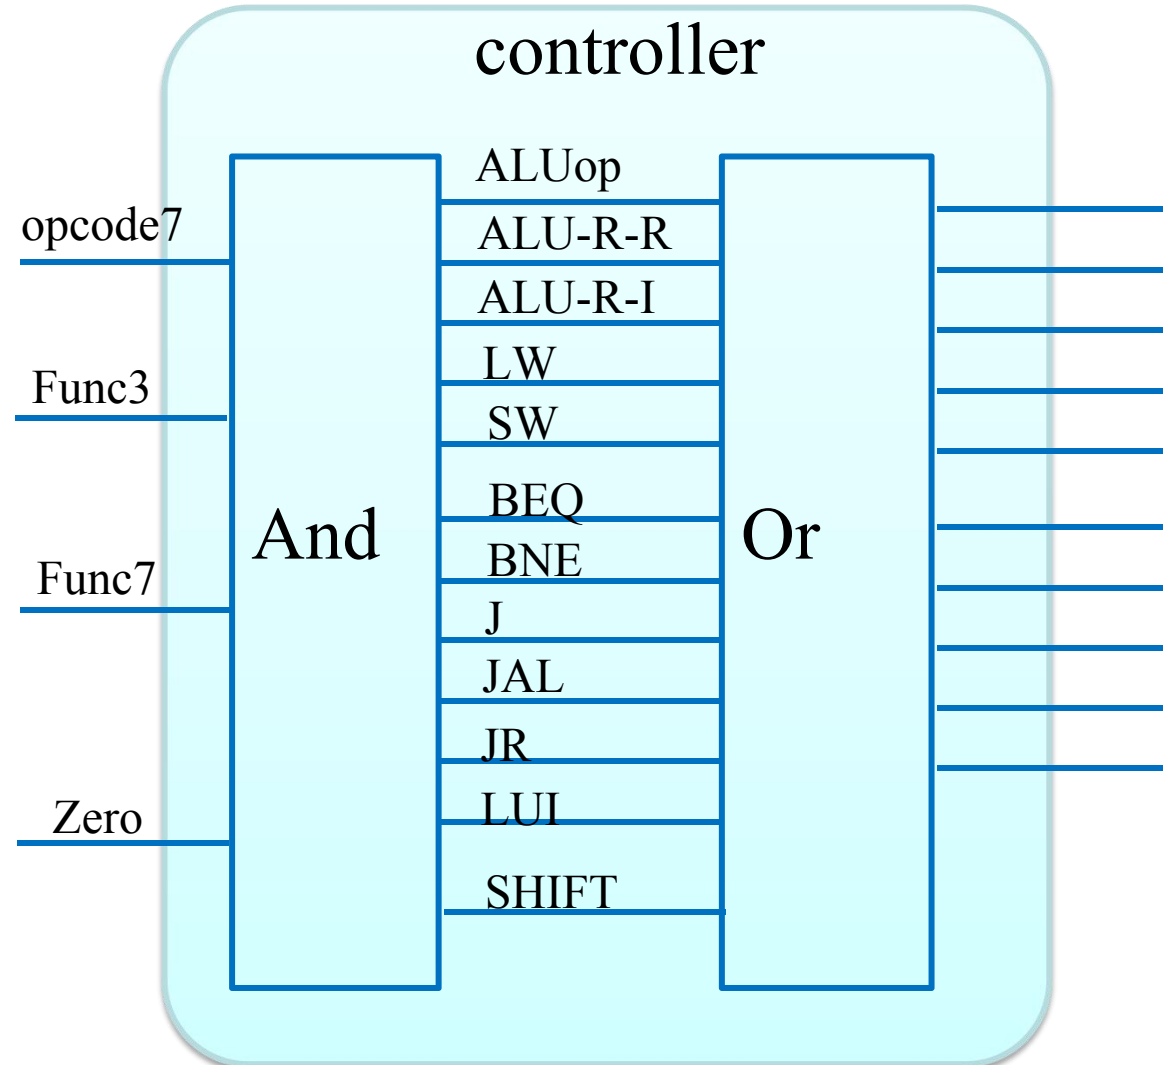 controller
opcode7
Func3
Func7
Zero
And
ALUop
ALU-R-R
ALU-R-I
LW
SW
BEQ
BNE
J
JAL
JR
LUI
SHIFT
Or